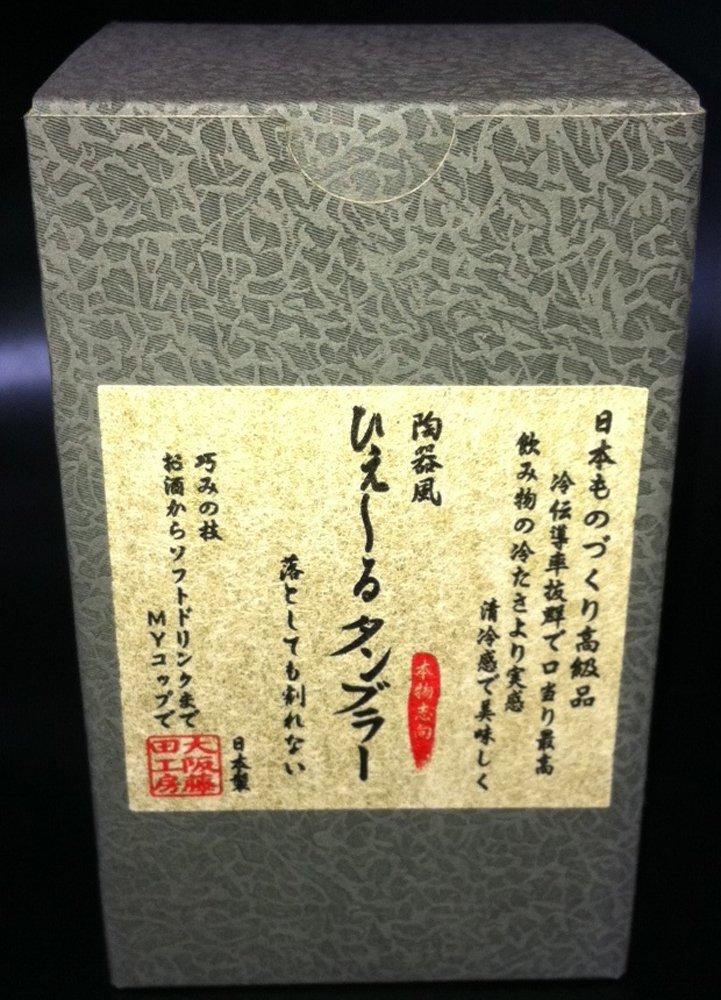 日本ものづくり高級品
冷伝導率抜群で口当り最高
飲み物の冷たさより実感
清冷感で美味しく
陶器風
本物志向
ひえ～るタンブラー
落としても割れない
日本製
巧みの技
お酒からソフトドリンクまで
MYコップで
大阪藤
田工房